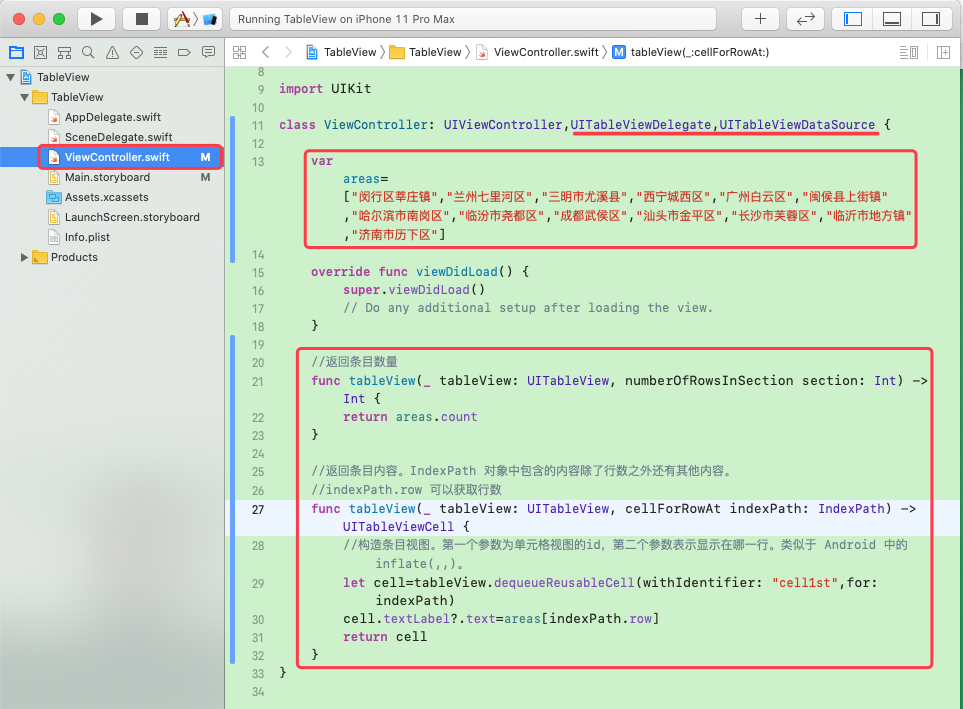 Running TableView on iPhone 11 Pro Max
TableView
TableView
ViewController.swift
M
tableView(_:cellForRowAt:)
TableView
TableView
AppDelegate.swift
SceneDelegate.swift
ViewController.swift M
Main.storyboard M
Assets.xcassets
LaunchScreen.storyboard
Info.plist
Products
8
9 import UIKit
10
11 class ViewController: UIViewController,UITableViewDelegate,UITableViewDataSource {
12
13 var
areas=
["闵行区莘庄镇","兰州七里河区","三明市尤溪县","西宁城西区","广州白云区","闽侯县上街镇"
,"哈尔滨市南岗区","临汾市尧都区","成都武侯区","汕头市金平区","长沙市芙蓉区","临沂市地方镇"
,"济南市历下区"]
14
15 override func viewDidLoad() {
16 super.viewDidLoad()
17 // Do any additional setup after loading the view.
18 }
19
20 //返回条目数量
21 func tableView(_ tableView: UITableView, numberOfRowsInSection section: Int) ->
Int {
22 return areas.count
23 }
24
25 //返回条目内容。IndexPath 对象中包含的内容除了行数之外还有其他内容。
26 //indexPath.row 可以获取行数
27 func tableView(_ tableView: UITableView, cellForRowAt indexPath: IndexPath) ->
UITableViewCell {
28 //构造条目视图。第一个参数为单元格视图的id，第二个参数表示显示在哪一行。类似于 Android 中的
inflate(,,)。
29 let cell=tableView.dequeueReusableCell(withIdentifier: "cell1st",for:
indexPath)
30 cell.textLabel?.text=areas[indexPath.row]
31 return cell
32 }
33 }
34